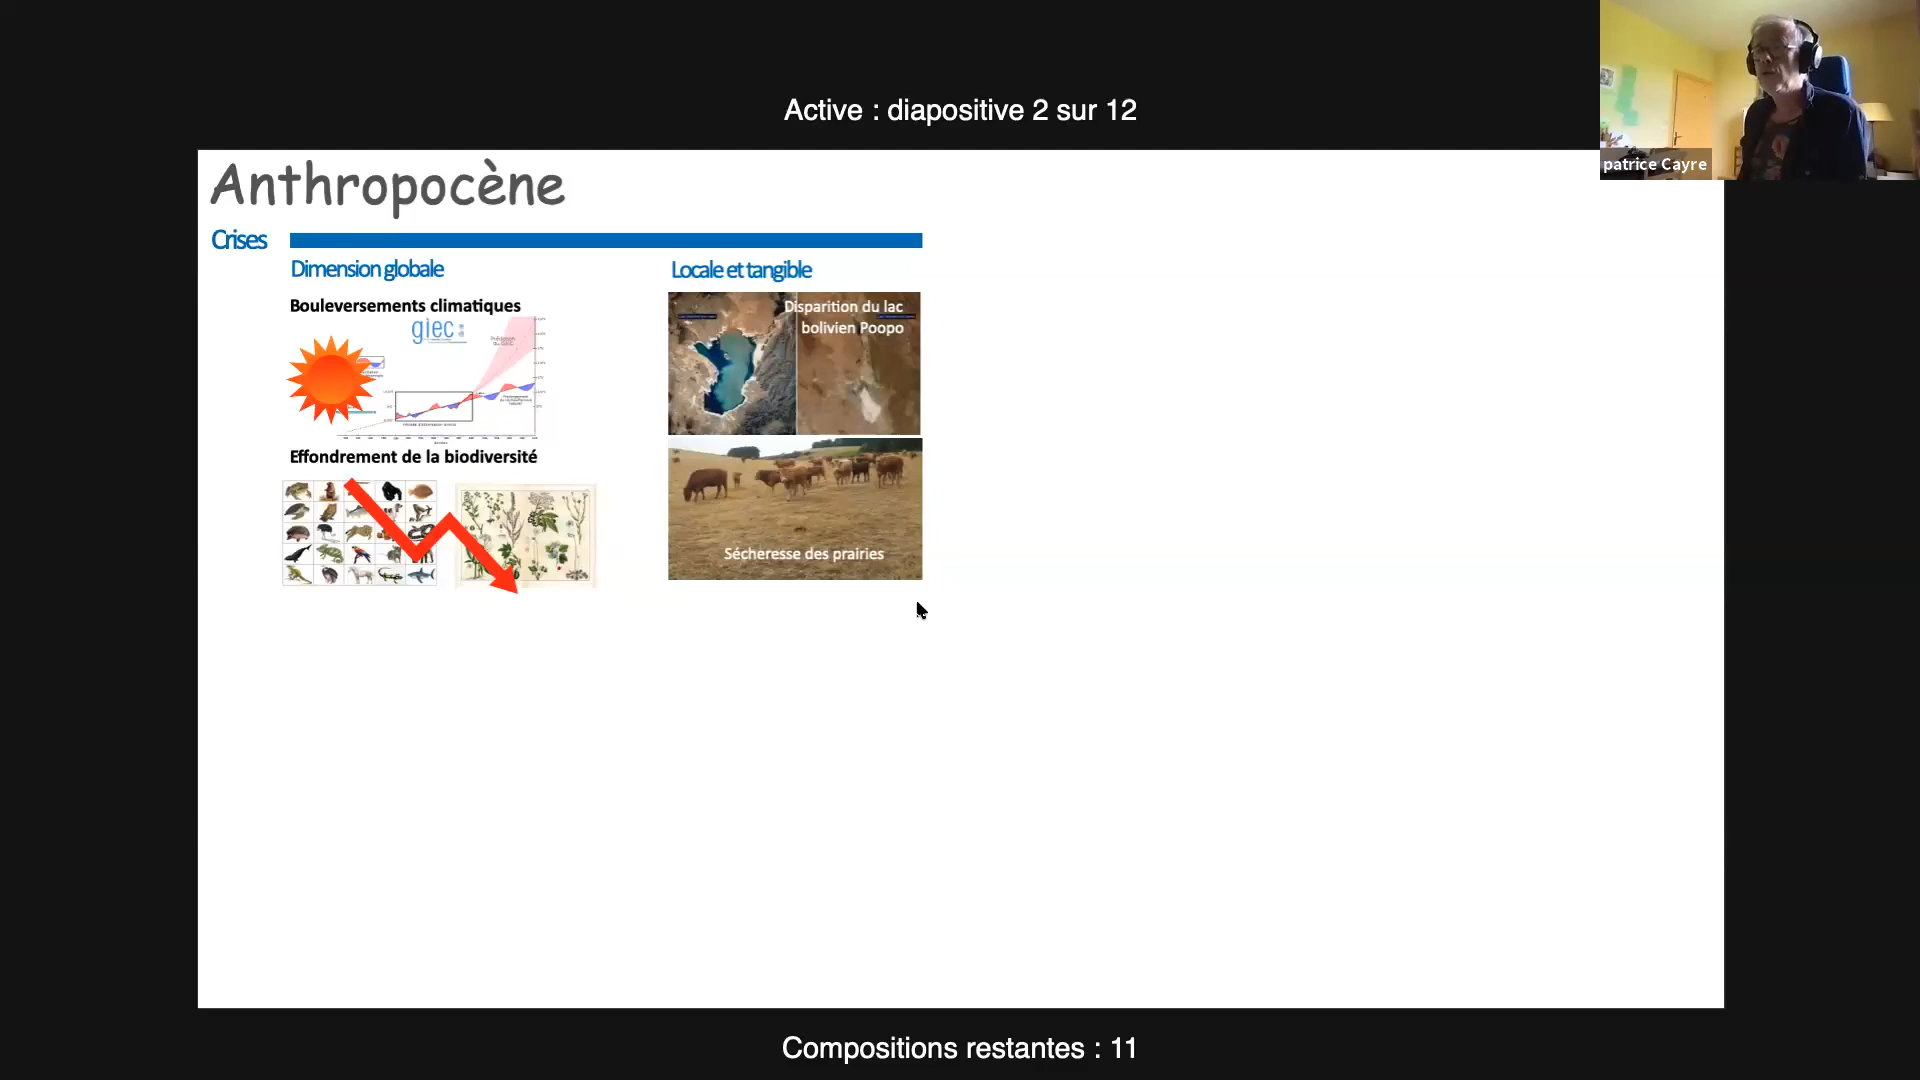 Active : diapositive 2 sur 12
patrice Cayre
Anthropocène
Crises
Dimension globale
Locale et tangible
Bouleversements climatiques
giec
Disparition du lac
bolivien Poopo
Effondrement de la biodiversité
Sécheresse des prairies
Compositions restantes : 11